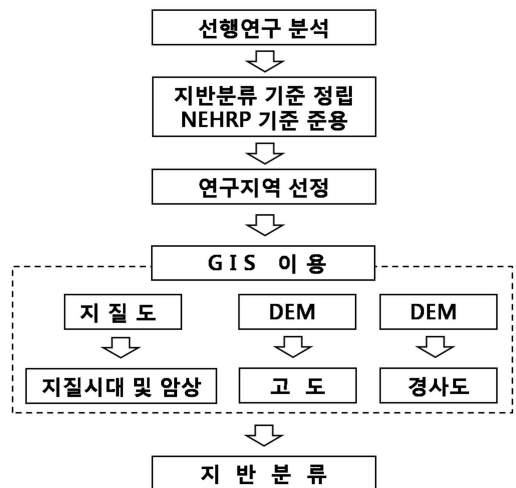 선행연구 분석
지반분류 기준 정립
NEHRP 기준 준용
연구지역 선정
GIS 이용
지질도
DEM
DEM
지질시대 및 암상
고도
경사도
지반분류